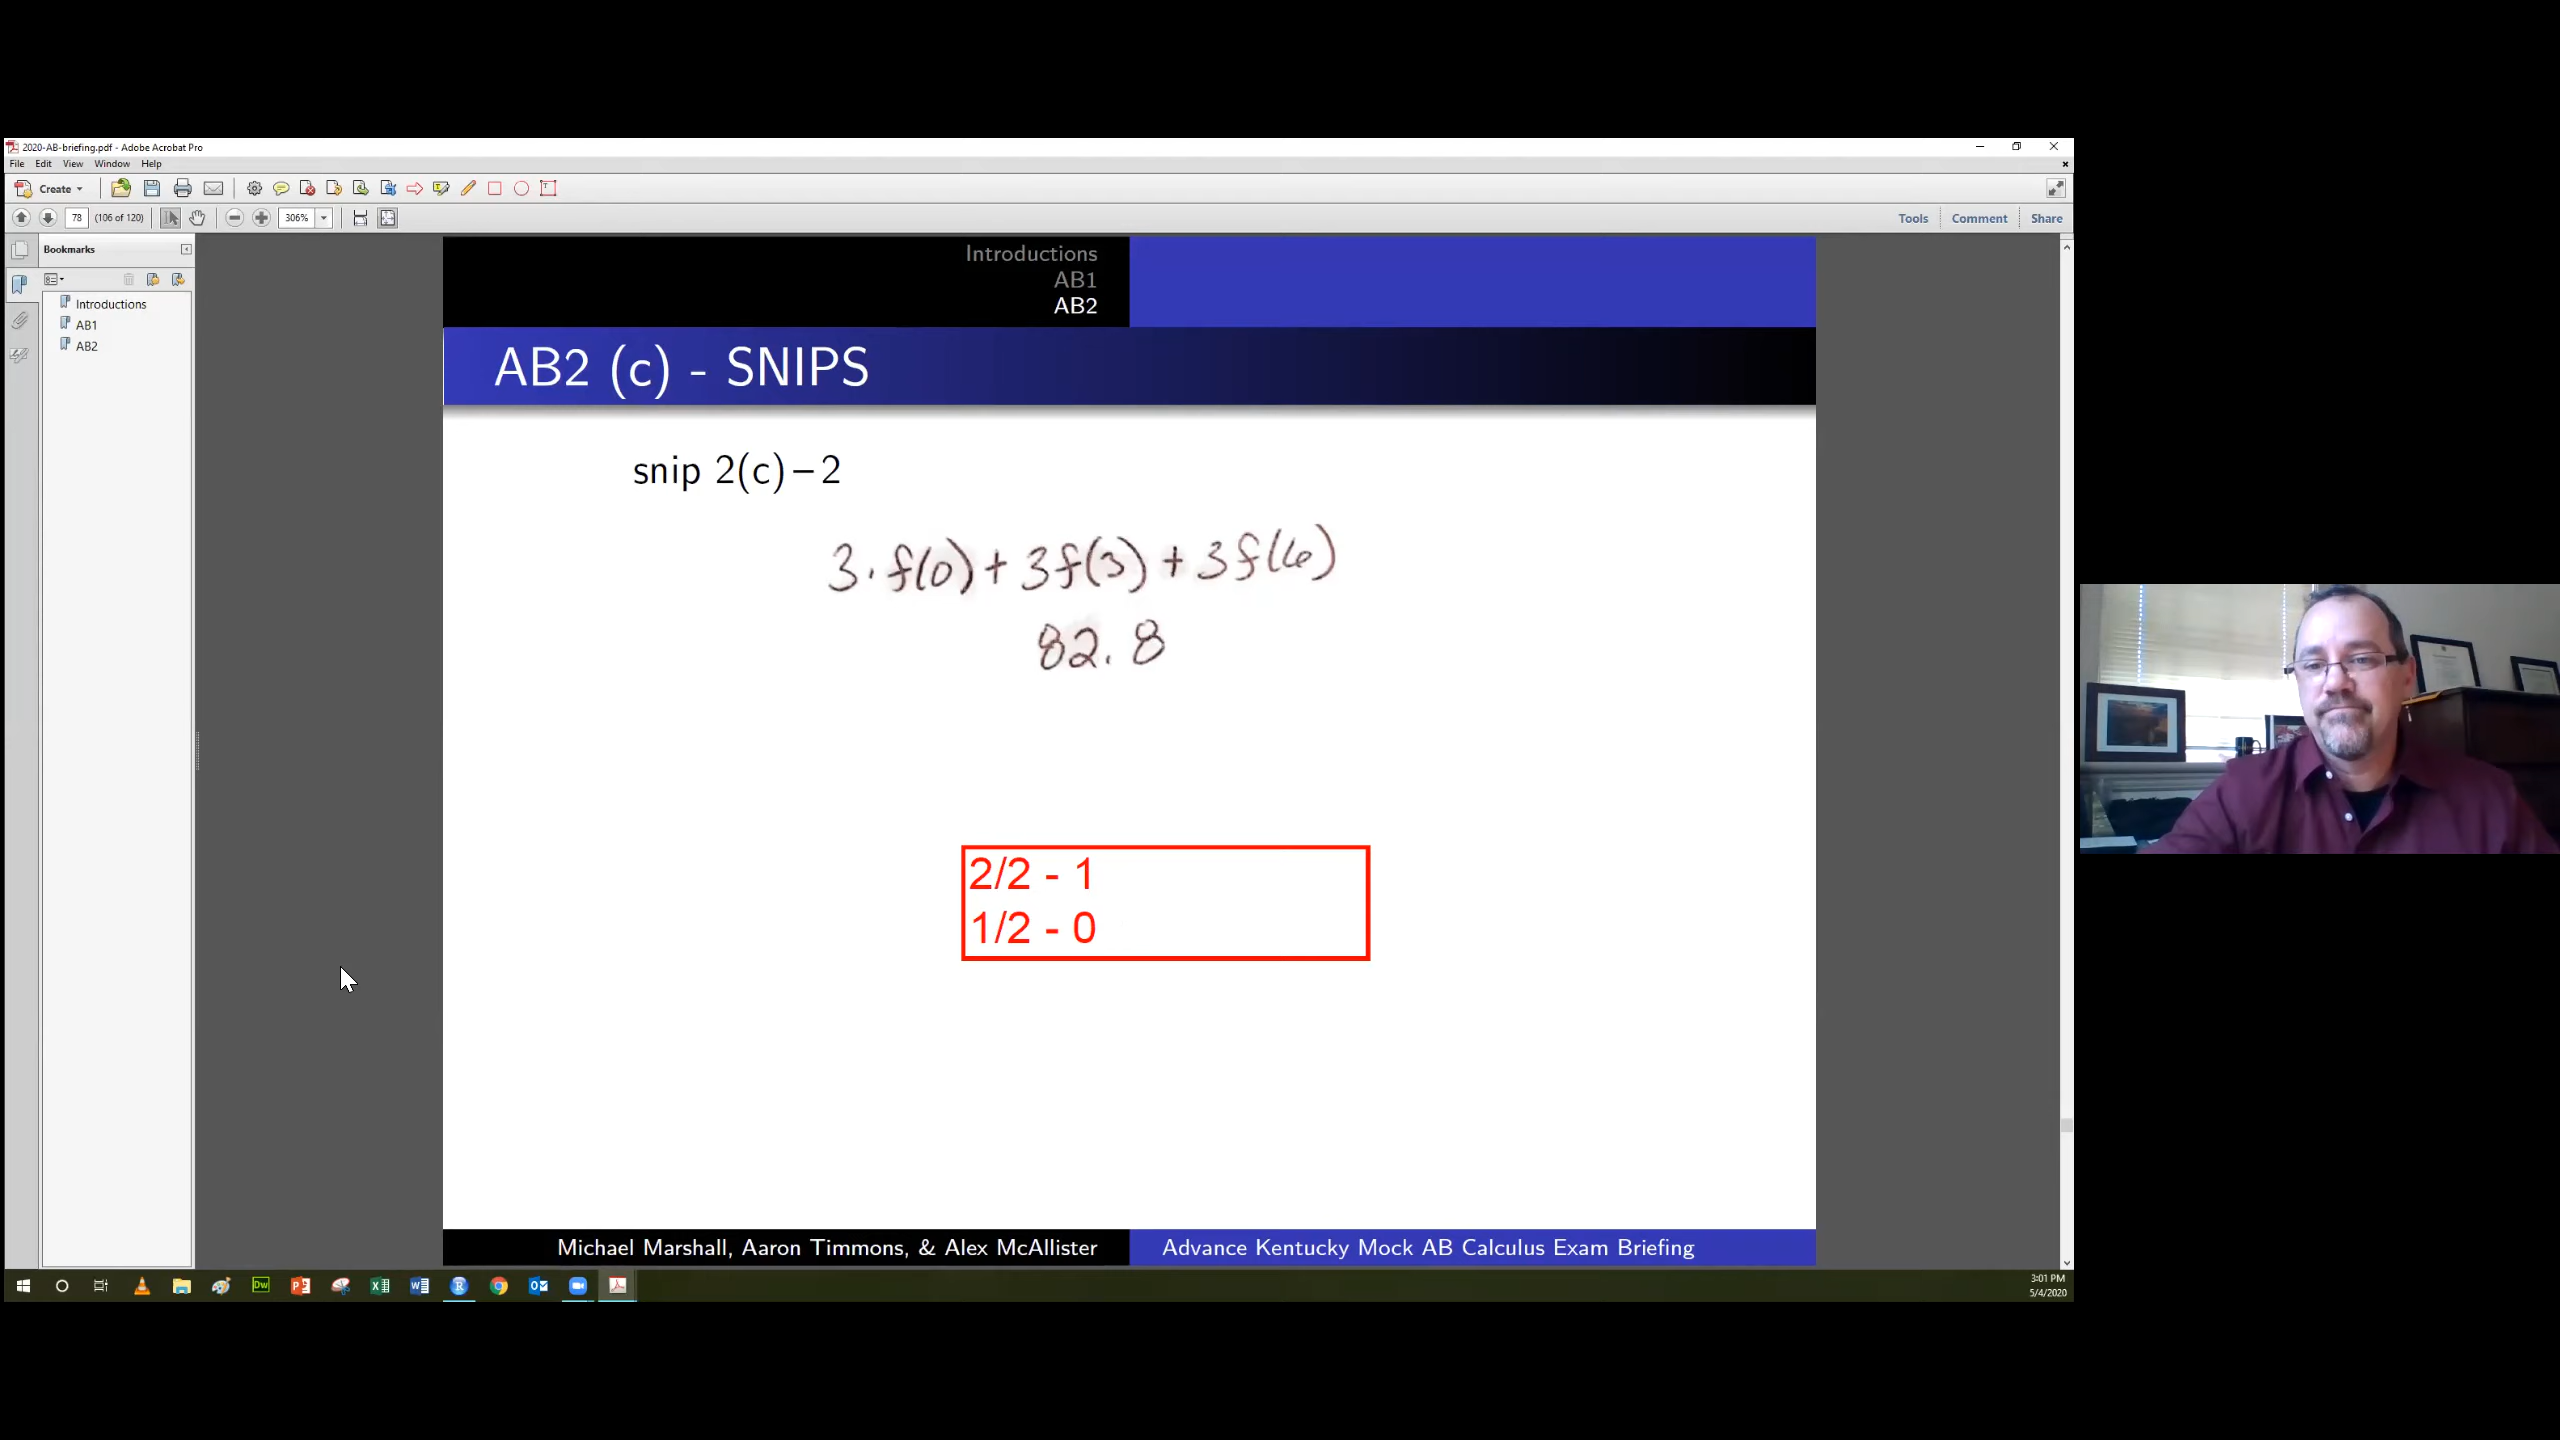 2020-AB-briefing.pdf - Adobe Acrobat Pro
File Edit View Window Help
Create
78 (106 of 120) 306% Tools Comment Share
Bookmarks
Introductions
AB1
AB2
Introductions
AB1
AB2
AB2 (c) - SNIPS
snip 2(c)–2
3·f(0)+3f(3)+3f(6)
82.8
2/2 - 1
1/2 - 0
Michael Marshall, Aaron Timmons, & Alex McAllister
Advance Kentucky Mock AB Calculus Exam Briefing
3:01 PM
5/4/2020